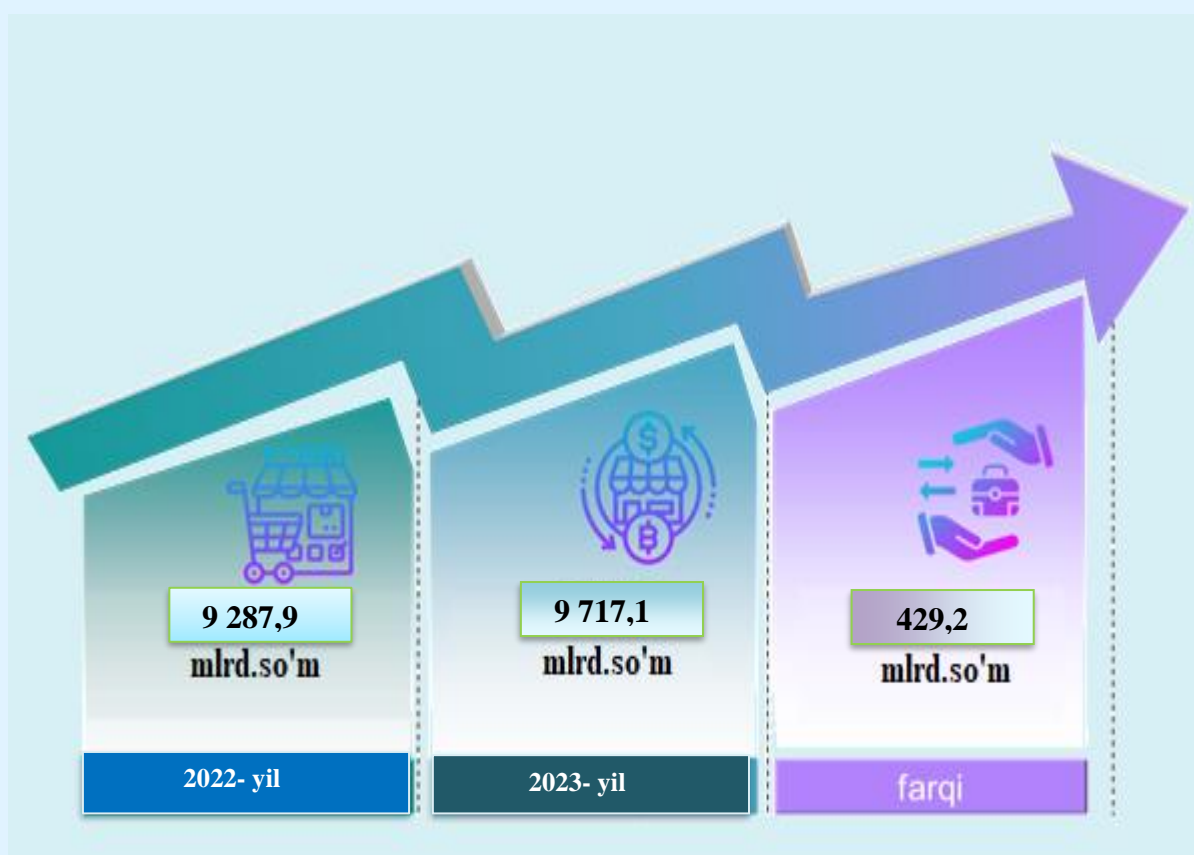 9 287,9
mlrd.so'm
2022- yil
9 717,1
mlrd.so'm
2023- yil
429,2
mlrd.so'm
farqi